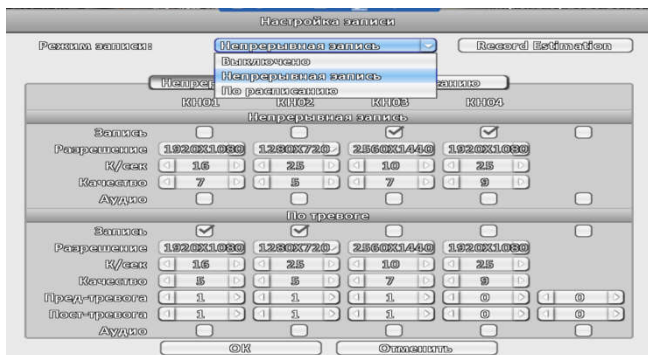 Настройка записи
Режим записи: Непрерывная запись Record Estimation
Выключено
Непрерывная запись
По расписанию
КН01 КН02 КН03 КН04
Непрерывная запись
Запись
Разрешение 1920X1080 1280X720 2560X1440 1920X1080
К/сек 16 25 10 25
Качество 7 5 7 9
Аудио
По тревоге
Запись
Разрешение 1920X1080 1280X720 2560X1440 1920X1080
К/сек 16 25 10 25
Качество 5 5 7 9
Пред-тревога 1 1 1 0 0
Пост-тревога 1 1 1 0 0
Аудио
OK Отменить